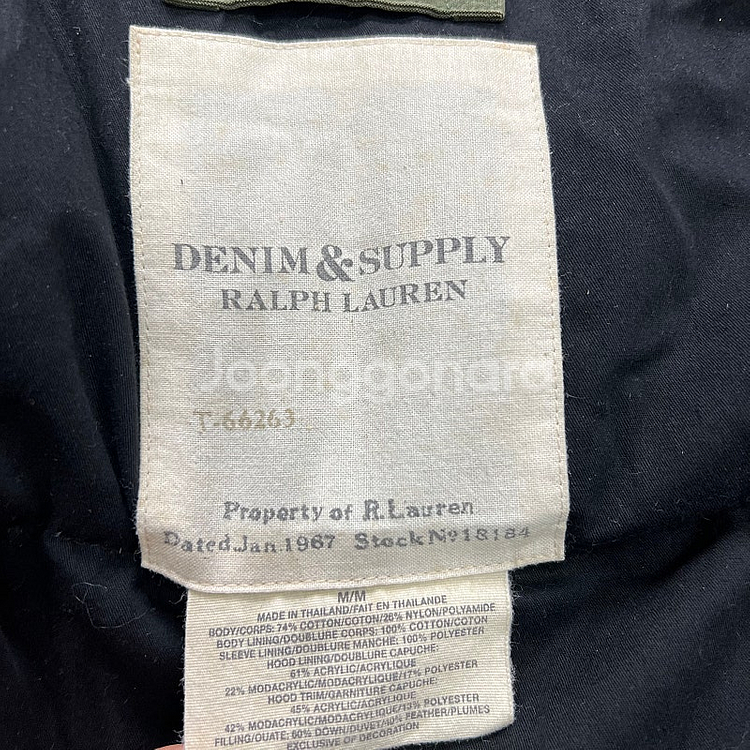 DENIM & SUPPLY
RALPH LAUREN
Joonggonara
T-66263
Property of R.Lauren
Dated Jan.1967 Stock No 18184
M/M
MADE IN THAILAND/FAIT EN THAILANDE
BODY/CORPS: 74% COTTON/COTON/26% NYLON/POLYAMIDE
BODY LINING/DOUBLURE CORPS: 100% COTTON/COTON
SLEEVE LINING/DOUBLURE MANCHE: 100% POLYESTER
HOOD LINING/DOUBLURE CAPUCHE:
61% ACRYLIC/ACRYLIQUE
22% MODACRYLIC/MODACRYLIQUE/17% POLYESTER
HOOD TRIM/GARNITURE CAPUCHE:
45% ACRYLIC/ACRYLIQUE
42% MODACRYLIC/MODACRYLIQUE/13% POLYESTER
FILLING/OUATE: 60% DOWN/DUVET/40% FEATHER/PLUMES
EXCLUSIVE OF DECORATION